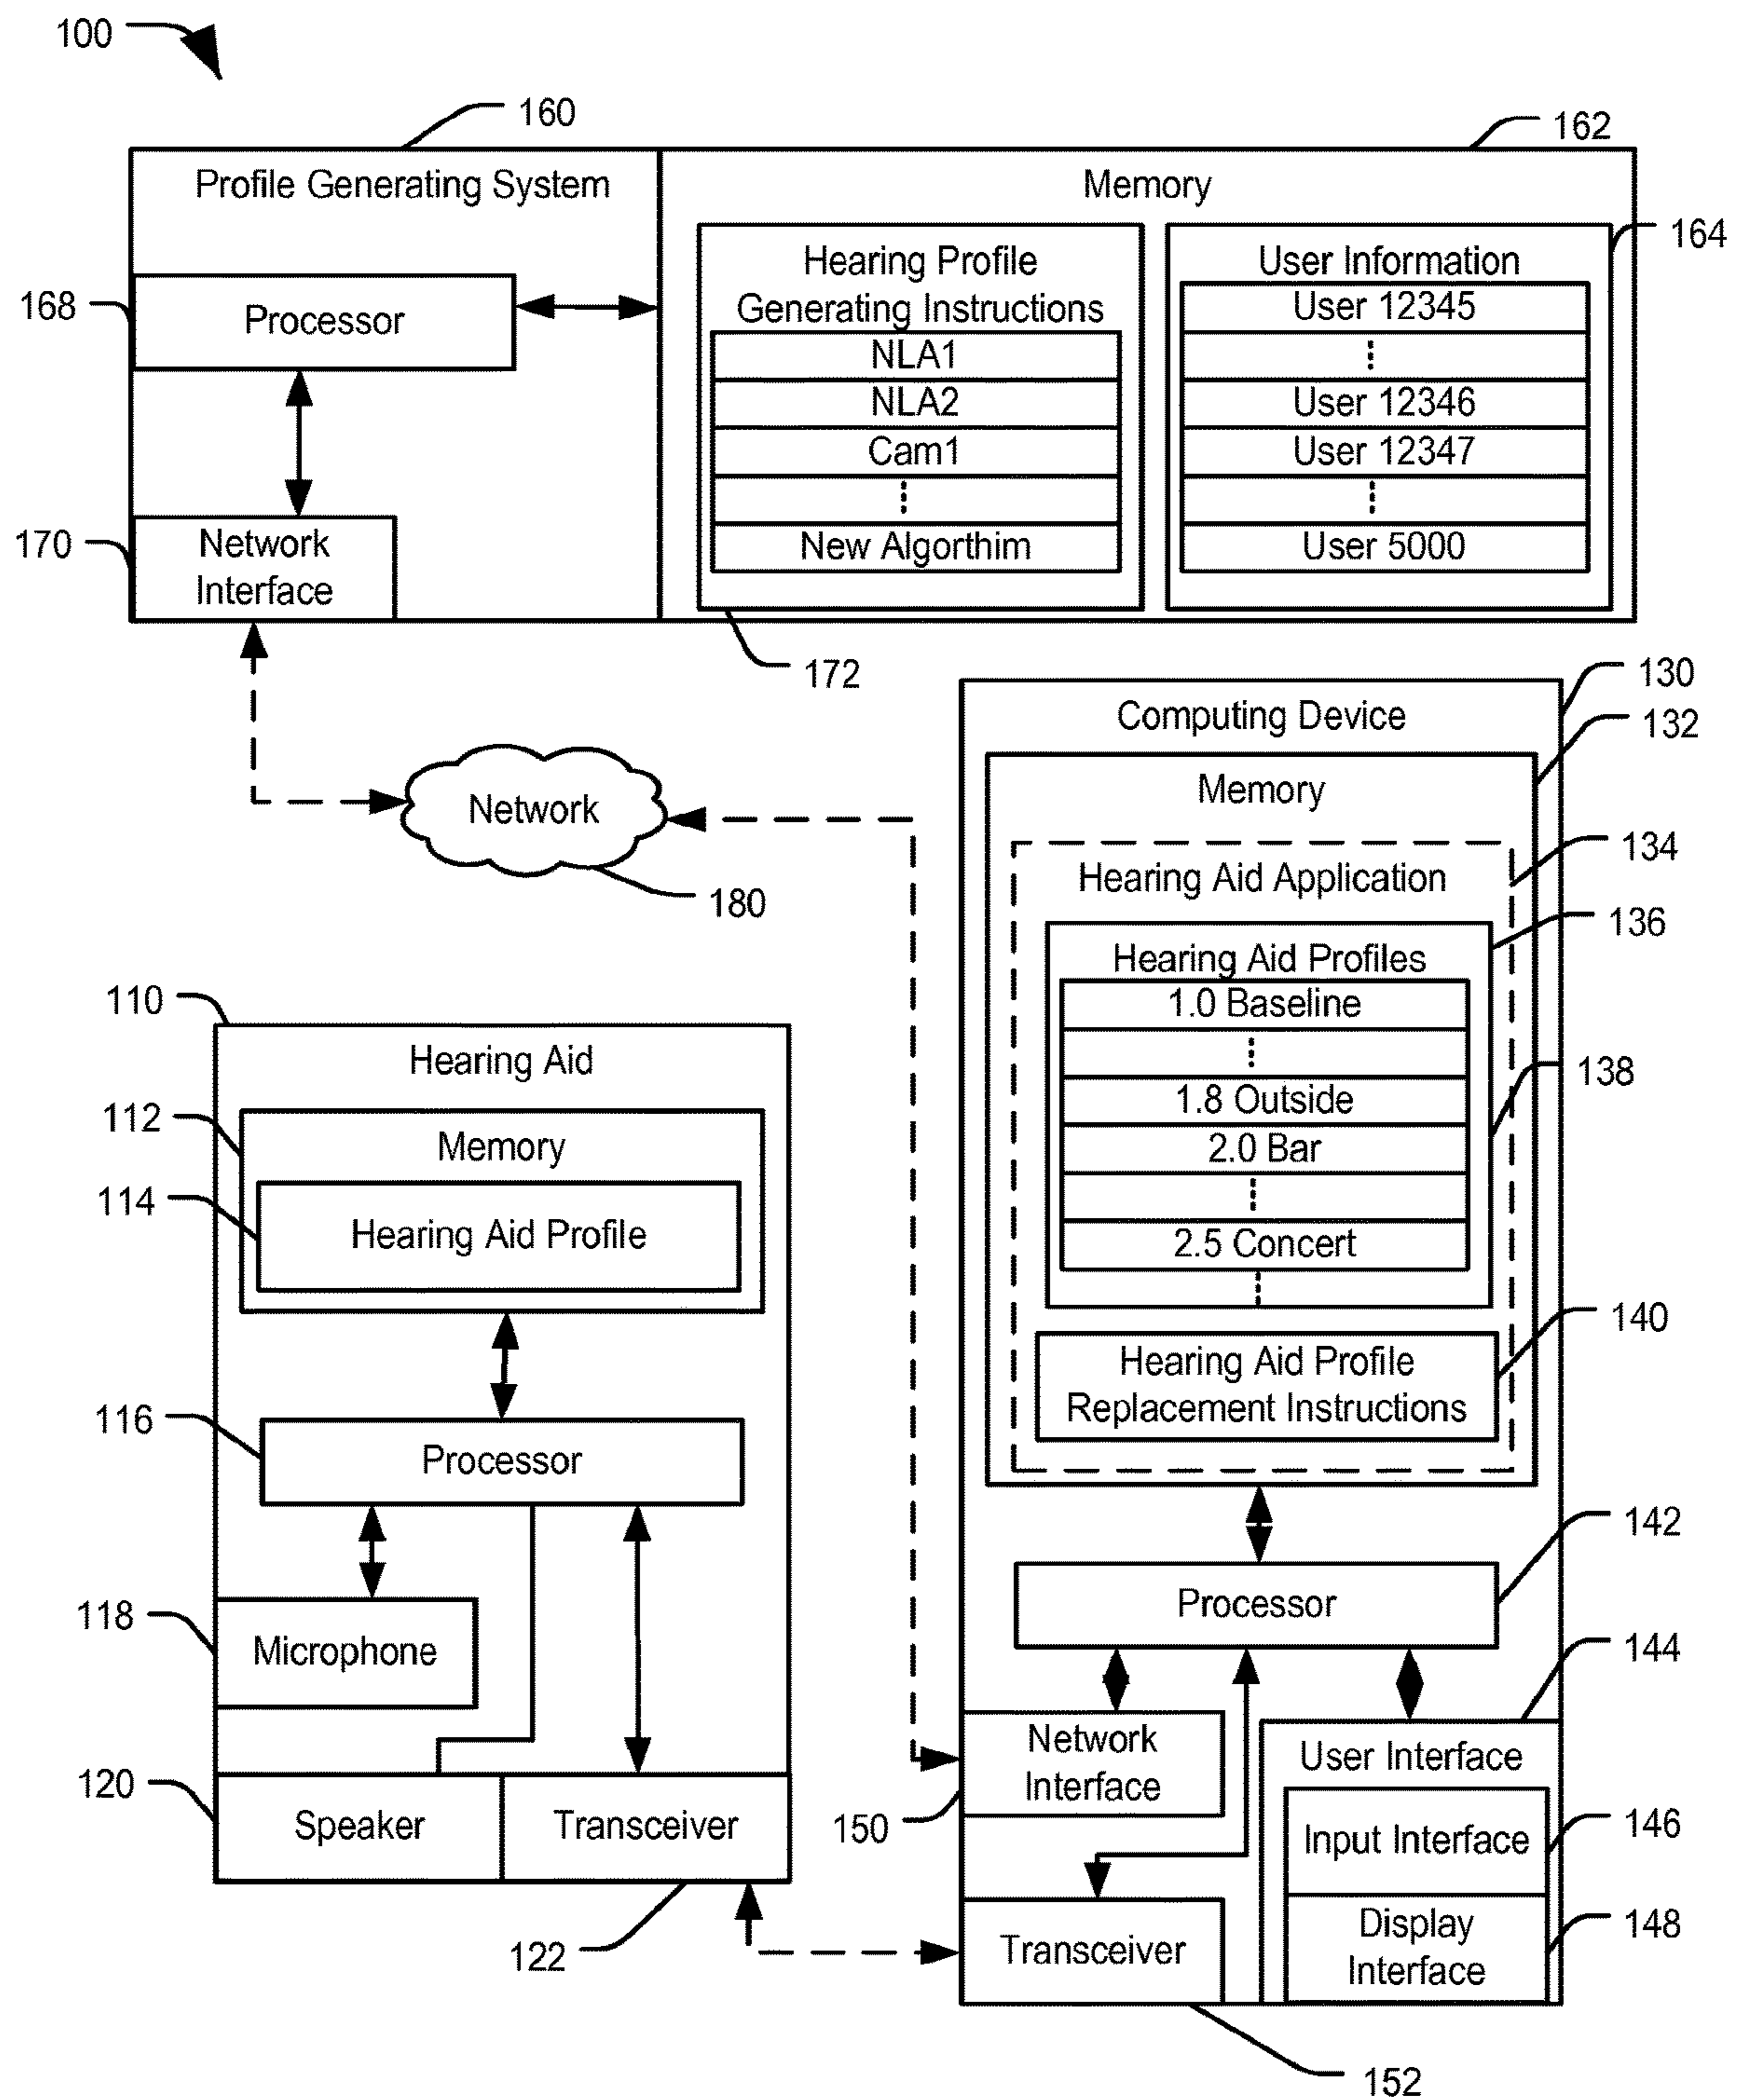 100
160
162
Profile Generating System
Memory
164
Hearing Profile
Generating Instructions
User Information
168
Processor
NLA1
NLA2
Cam1
⋮
New Algorthim
User 12345
⋮
User 12346
User 12347
⋮
User 5000
170
Network
Interface
172
130
Computing Device
132
Memory
Network
180
134
Hearing Aid Application
136
Hearing Aid Profiles
1.0 Baseline
⋮
1.8 Outside
2.0 Bar
⋮
2.5 Concert
⋮
138
140
Hearing Aid Profile
Replacement Instructions
110
Hearing Aid
112
Memory
114
Hearing Aid Profile
116
Processor
118
Microphone
120
Speaker
Transceiver
122
142
Processor
144
Network
Interface
150
User Interface
146
Input Interface
148
Display
Interface
Transceiver
152